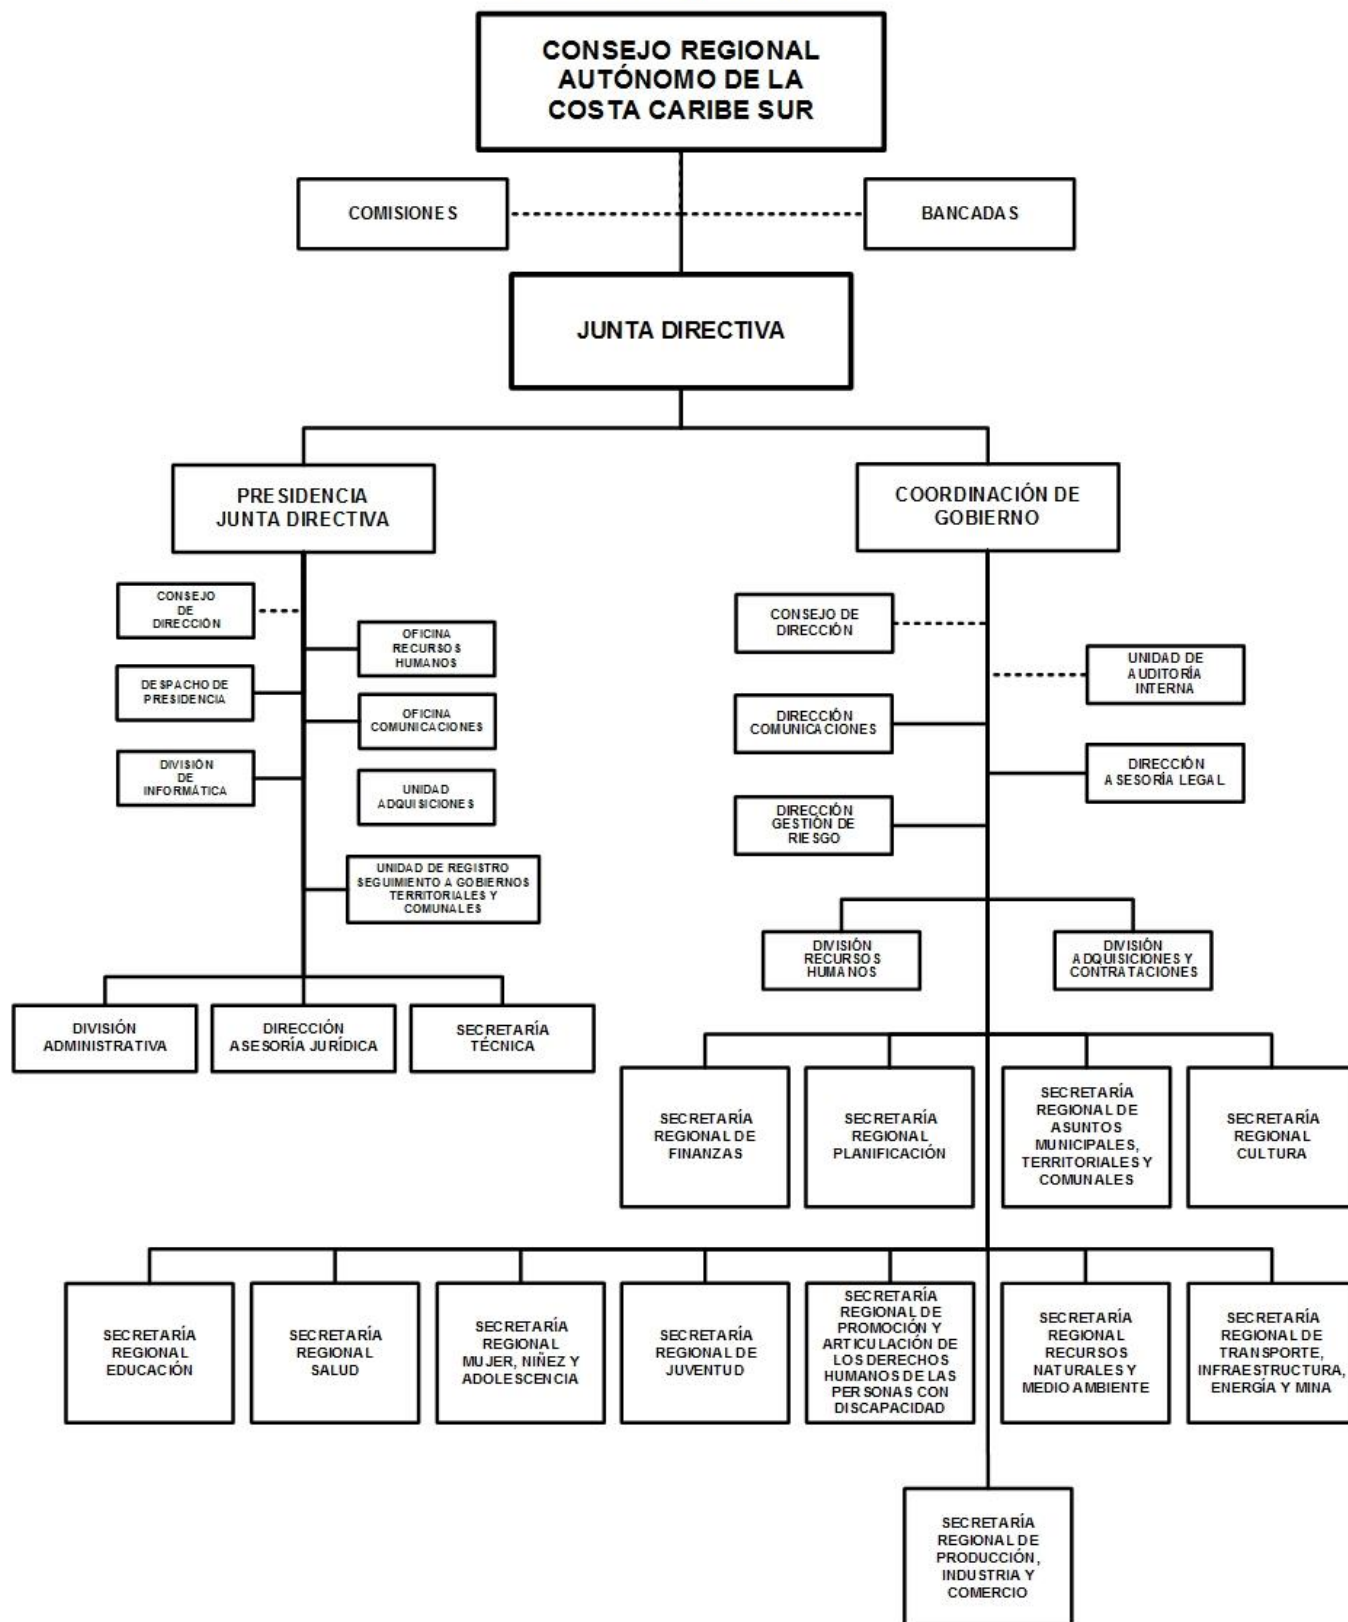 CONSEJO REGIONAL
AUTÓNOMO DE LA
COSTA CARIBE SUR
COMISIONES
BANCADAS
JUNTA DIRECTIVA
PRESIDENCIA
JUNTA DIRECTIVA
COORDINACIÓN DE
GOBIERNO
CONSEJO
DE
DIRECCIÓN
OFICINA
RECURSOS
HUMANOS
DESPACHO DE
PRESIDENCIA
OFICINA
COMUNICACIONES
DIVISIÓN
DE
INFORMÁTICA
UNIDAD
ADQUISICIONES
UNIDAD DE REGISTRO
SEGUIMIENTO A GOBIERNOS
TERRITORIALES Y
COMUNALES
DIVISIÓN
ADMINISTRATIVA
DIRECCIÓN
ASESORÍA JURÍDICA
SECRETARÍA
TÉCNICA
CONSEJO DE
DIRECCIÓN
UNIDAD DE
AUDITORÍA
INTERNA
DIRECCIÓN
COMUNICACIONES
DIRECCIÓN
ASESORÍA LEGAL
DIRECCIÓN
GESTIÓN DE
RIESGO
DIVISIÓN
RECURSOS
HUMANOS
DIVISIÓN
ADQUISICIONES Y
CONTRATACIONES
SECRETARÍA
REGIONAL DE
FINANZAS
SECRETARÍA
REGIONAL
PLANIFICACIÓN
SECRETARÍA
REGIONAL DE
ASUNTOS
MUNICIPALES,
TERRITORIALES Y
COMUNALES
SECRETARÍA
REGIONAL
CULTURA
SECRETARÍA
REGIONAL
EDUCACIÓN
SECRETARÍA
REGIONAL
SALUD
SECRETARÍA
REGIONAL
MUJER, NIÑEZ Y
ADOLESCENCIA
SECRETARÍA
REGIONAL DE
JUVENTUD
SECRETARÍA
REGIONAL DE
PROMOCIÓN Y
ARTICULACIÓN DE
LOS DERECHOS
HUMANOS DE LAS
PERSONAS CON
DISCAPACIDAD
SECRETARÍA
REGIONAL
RECURSOS
NATURALES Y
MEDIO AMBIENTE
SECRETARÍA
REGIONAL DE
TRANSPORTE,
INFRAESTRUCTURA,
ENERGÍA Y MINA
SECRETARÍA
REGIONAL DE
PRODUCCIÓN,
INDUSTRIA Y
COMERCIO